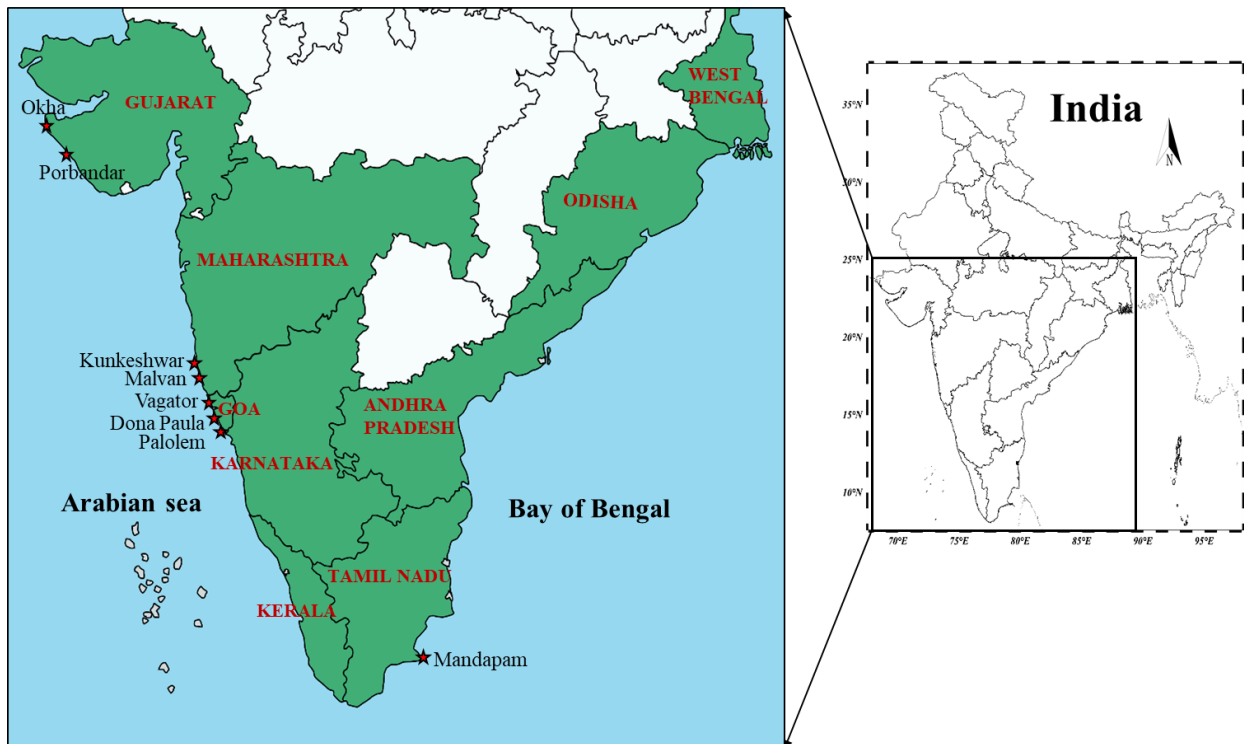 WEST
BENGAL
GUJARAT
Okha
Porbandar
ODISHA
MAHARASHTRA
Kunkeshwar
Malvan
Vagator
GOA
Dona Paula
Palolem
ANDHRA
PRADESH
KARNATAKA
Arabian sea
Bay of Bengal
TAMIL NADU
KERALA
Mandapam
India
N
35°N
30°N
25°N
20°N
15°N
10°N
70°E
75°E
80°E
85°E
90°E
95°E